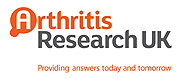 Arthritis
Research UK
Providing answers today and tomorrow